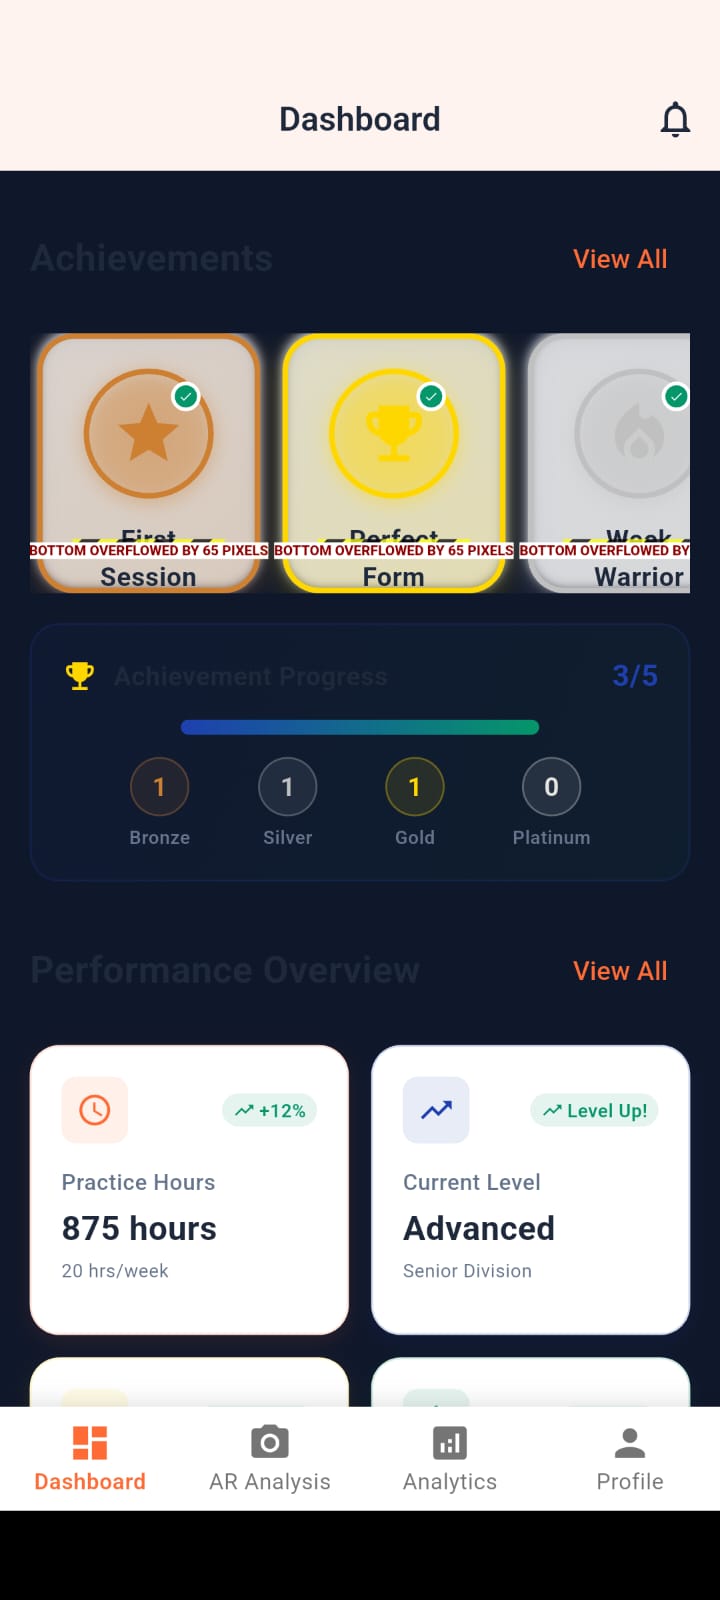 Dashboard
Achievements
View All
First
Session
BOTTOM OVERFLOWED BY 65 PIXELS
Perfect
Form
BOTTOM OVERFLOWED BY 65 PIXELS
Week
Warrior
BOTTOM OVERFLOWED BY
Achievement Progress
3/5
1
1
1
0
Bronze
Silver
Gold
Platinum
Performance Overview
View All
+12%
Practice Hours
875 hours
20 hrs/week
Level Up!
Current Level
Advanced
Senior Division
Dashboard
AR Analysis
Analytics
Profile